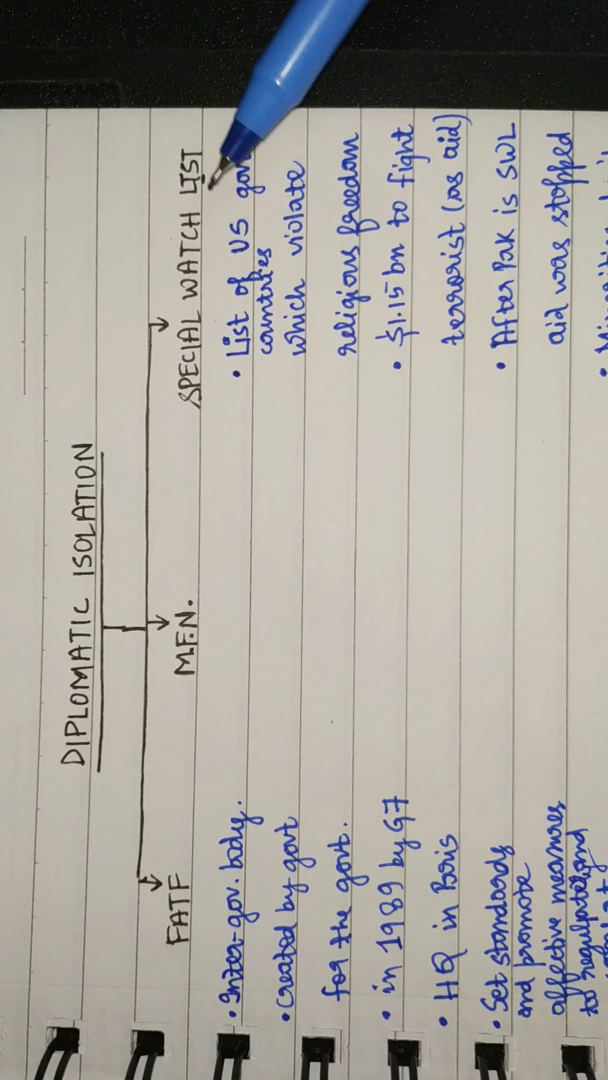 DIPLOMATIC ISOLATION
FATF
• Inter-gov. body.
• Created by govt
for the govt.
• in 1989 by G7
• HQ in Paris
• Set standards
and promote
effective measures
to
M.F.N.
SPECIAL WATCH LIST
• List of US gov
countries
which violate
religious freedom
• $1.15 bn to fight
terrorist (as aid)
• After Pak is SWL
aid was stopped